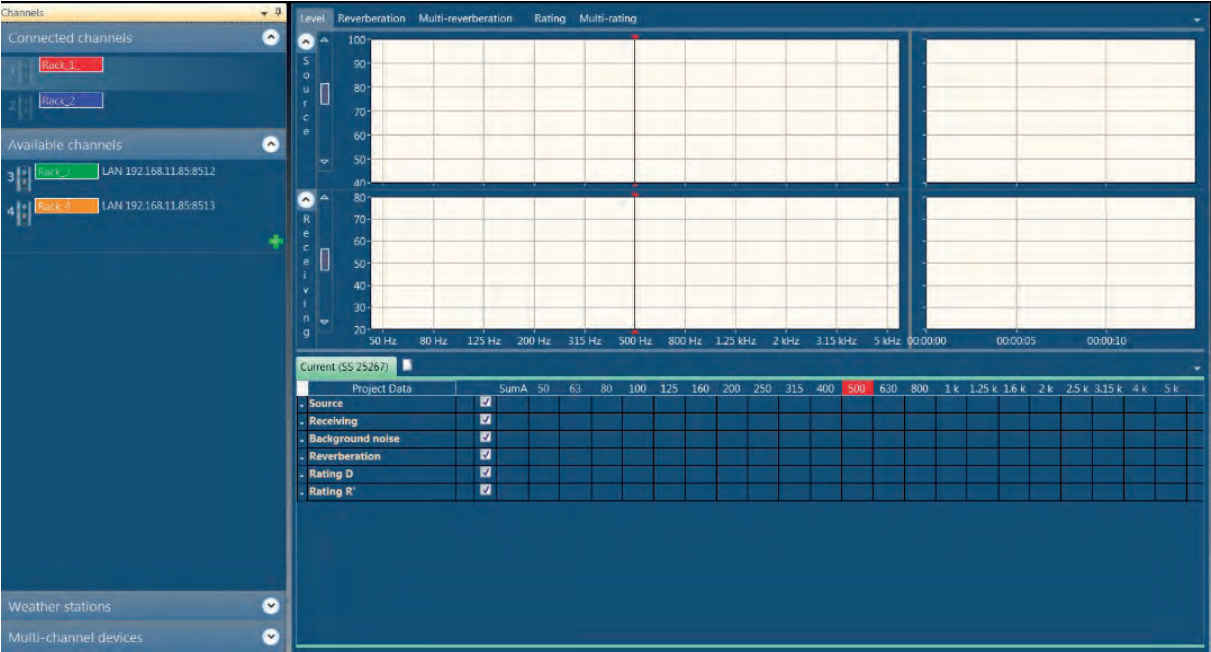 Channels
Connected channels
1 Rack_1
2 Rack_2
Available channels
3 Rack_3 LAN 192.168.11.85:8512
4 Rack_4 LAN 192.168.11.85:8513
Weather stations
Multi-channel devices
Level Reverberation Multi-reverberation Rating Multi-rating
Source
100
90
80
70
60
50
40
Receiving
80
70
60
50
40
30
20
50 Hz 80 Hz 125 Hz 200 Hz 315 Hz 500 Hz 800 Hz 1.25 kHz 2 kHz 3.15 kHz 5 kHz 00:00:00 00:00:05 00:00:10
Current (SS 25267)
Project Data SumA 50 63 80 100 125 160 200 250 315 400 500 630 800 1 k 1.25 k 1.6 k 2 k 2.5 k 3.15 k 4 k 5 k
Source
Receiving
Background noise
Reverberation
Rating D
Rating R'